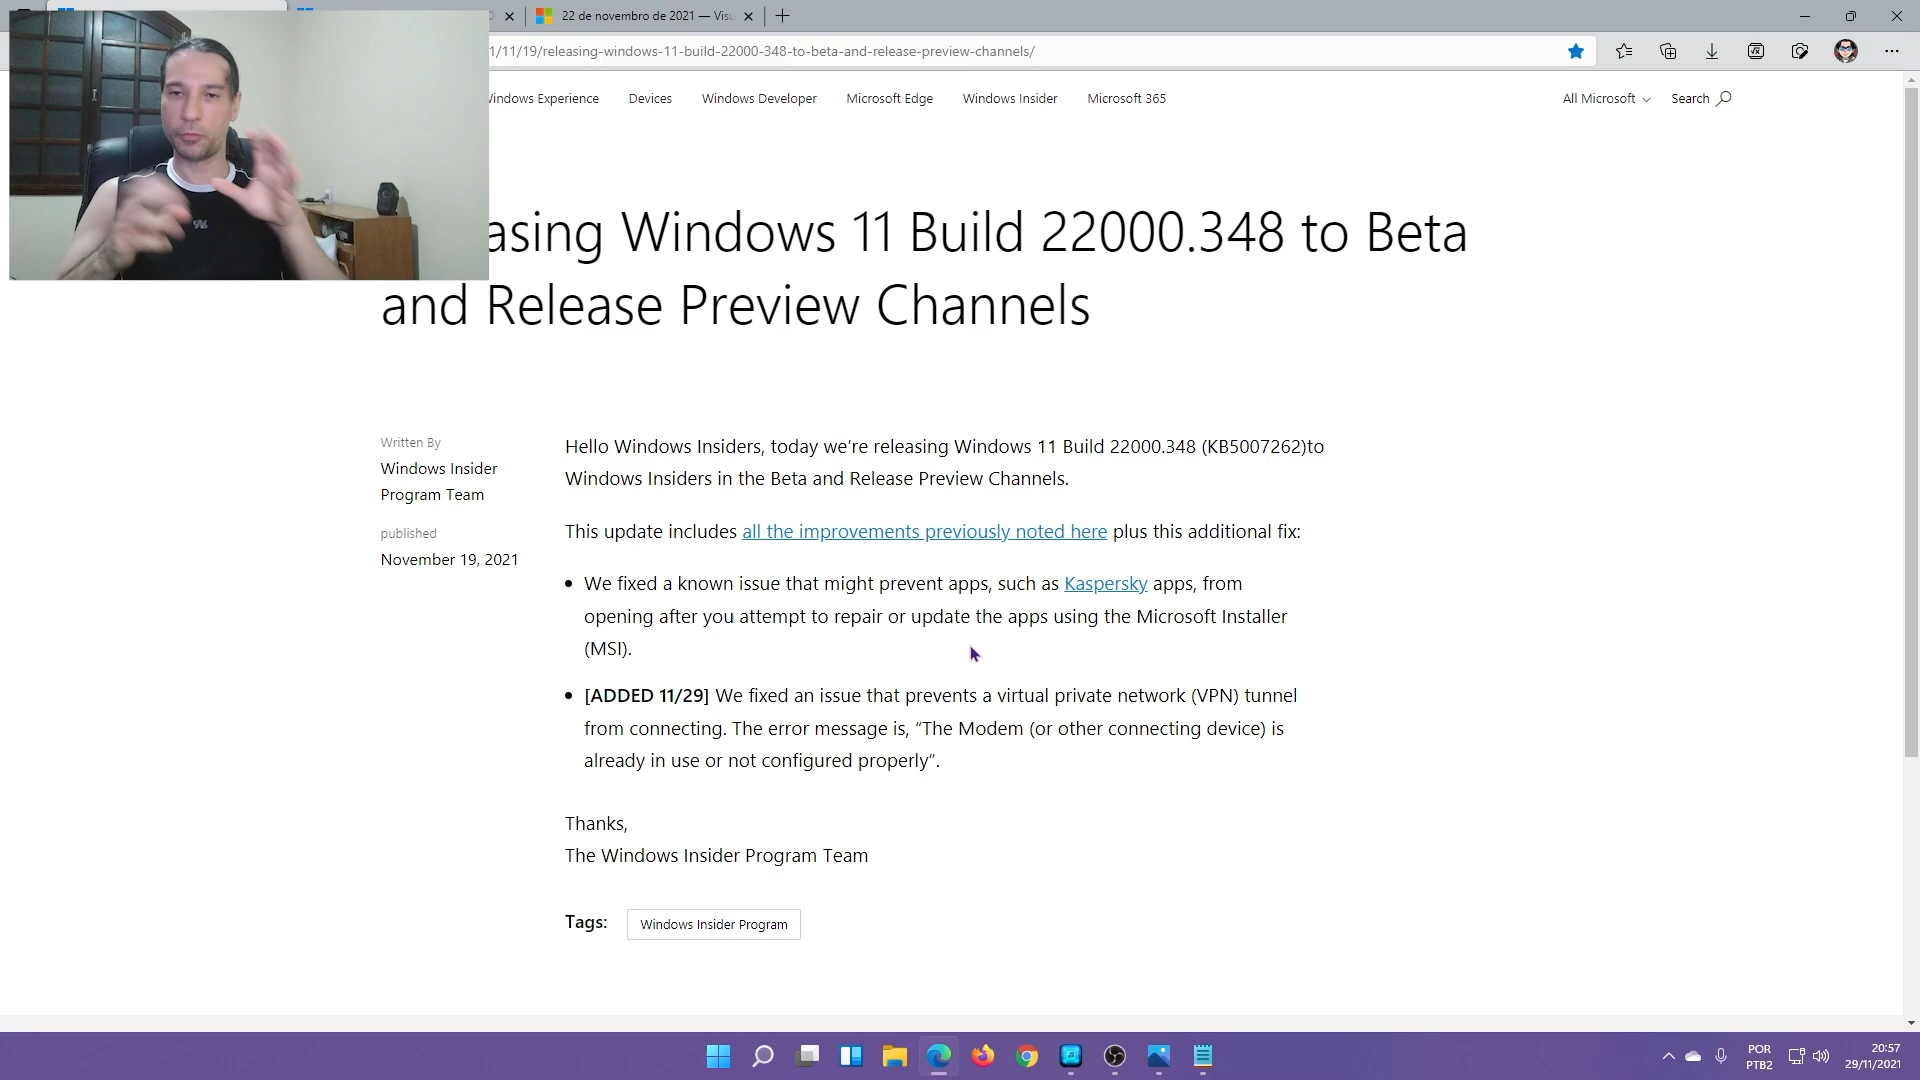 22 de novembro de 2021 — Visu
1/11/19/releasing-windows-11-build-22000-348-to-beta-and-release-preview-channels/
Windows Experience Devices Windows Developer Microsoft Edge Windows Insider Microsoft 365 All Microsoft Search
asing Windows 11 Build 22000.348 to Beta
and Release Preview Channels
Written By
Windows Insider
Program Team
published
November 19, 2021
Hello Windows Insiders, today we’re releasing Windows 11 Build 22000.348 (KB5007262)to
Windows Insiders in the Beta and Release Preview Channels.
This update includes all the improvements previously noted here plus this additional fix:
We fixed a known issue that might prevent apps, such as Kaspersky apps, from
opening after you attempt to repair or update the apps using the Microsoft Installer
(MSI).
[ADDED 11/29] We fixed an issue that prevents a virtual private network (VPN) tunnel
from connecting. The error message is, “The Modem (or other connecting device) is
already in use or not configured properly”.
Thanks,
The Windows Insider Program Team
Tags: Windows Insider Program
POR
PTB2
20:57
29/11/2021